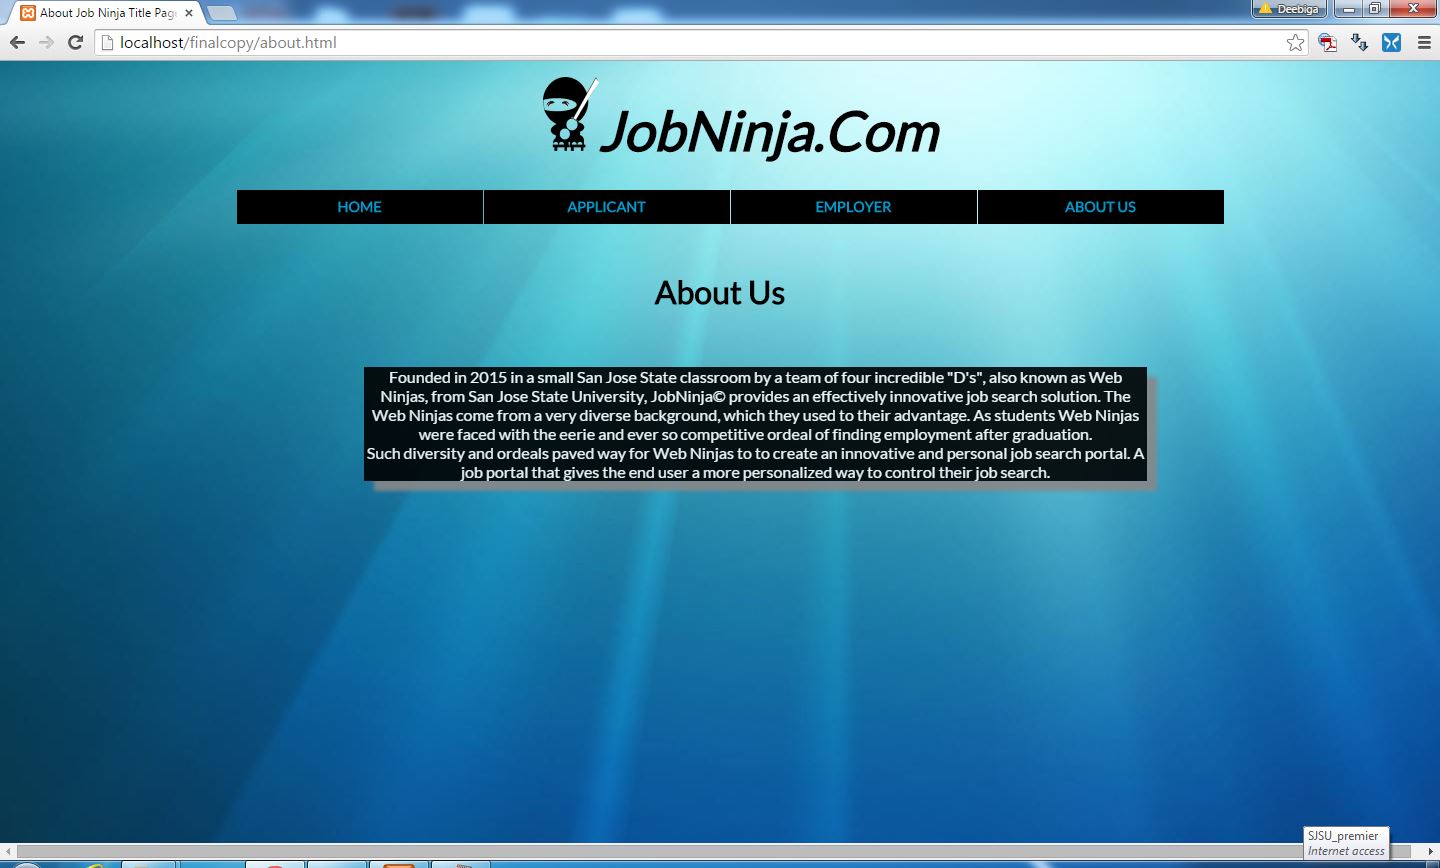 About Job Ninja Title Pag
Deebiga
localhost/finalcopy/about.html
JobNinja.Com
HOME APPLICANT EMPLOYER ABOUT US
About Us
Founded in 2015 in a small San Jose State classroom by a team of four incredible "D's", also known as Web
Ninjas, from San Jose State University, JobNinja© provides an effectively innovative job search solution. The
Web Ninjas come from a very diverse background, which they used to their advantage. As students Web Ninjas
were faced with the eerie and ever so competitive ordeal of finding employment after graduation.
Such diversity and ordeals paved way for Web Ninjas to to create an innovative and personal job search portal. A
job portal that gives the end user a more personalized way to control their job search.
SJSU_premier
Internet access